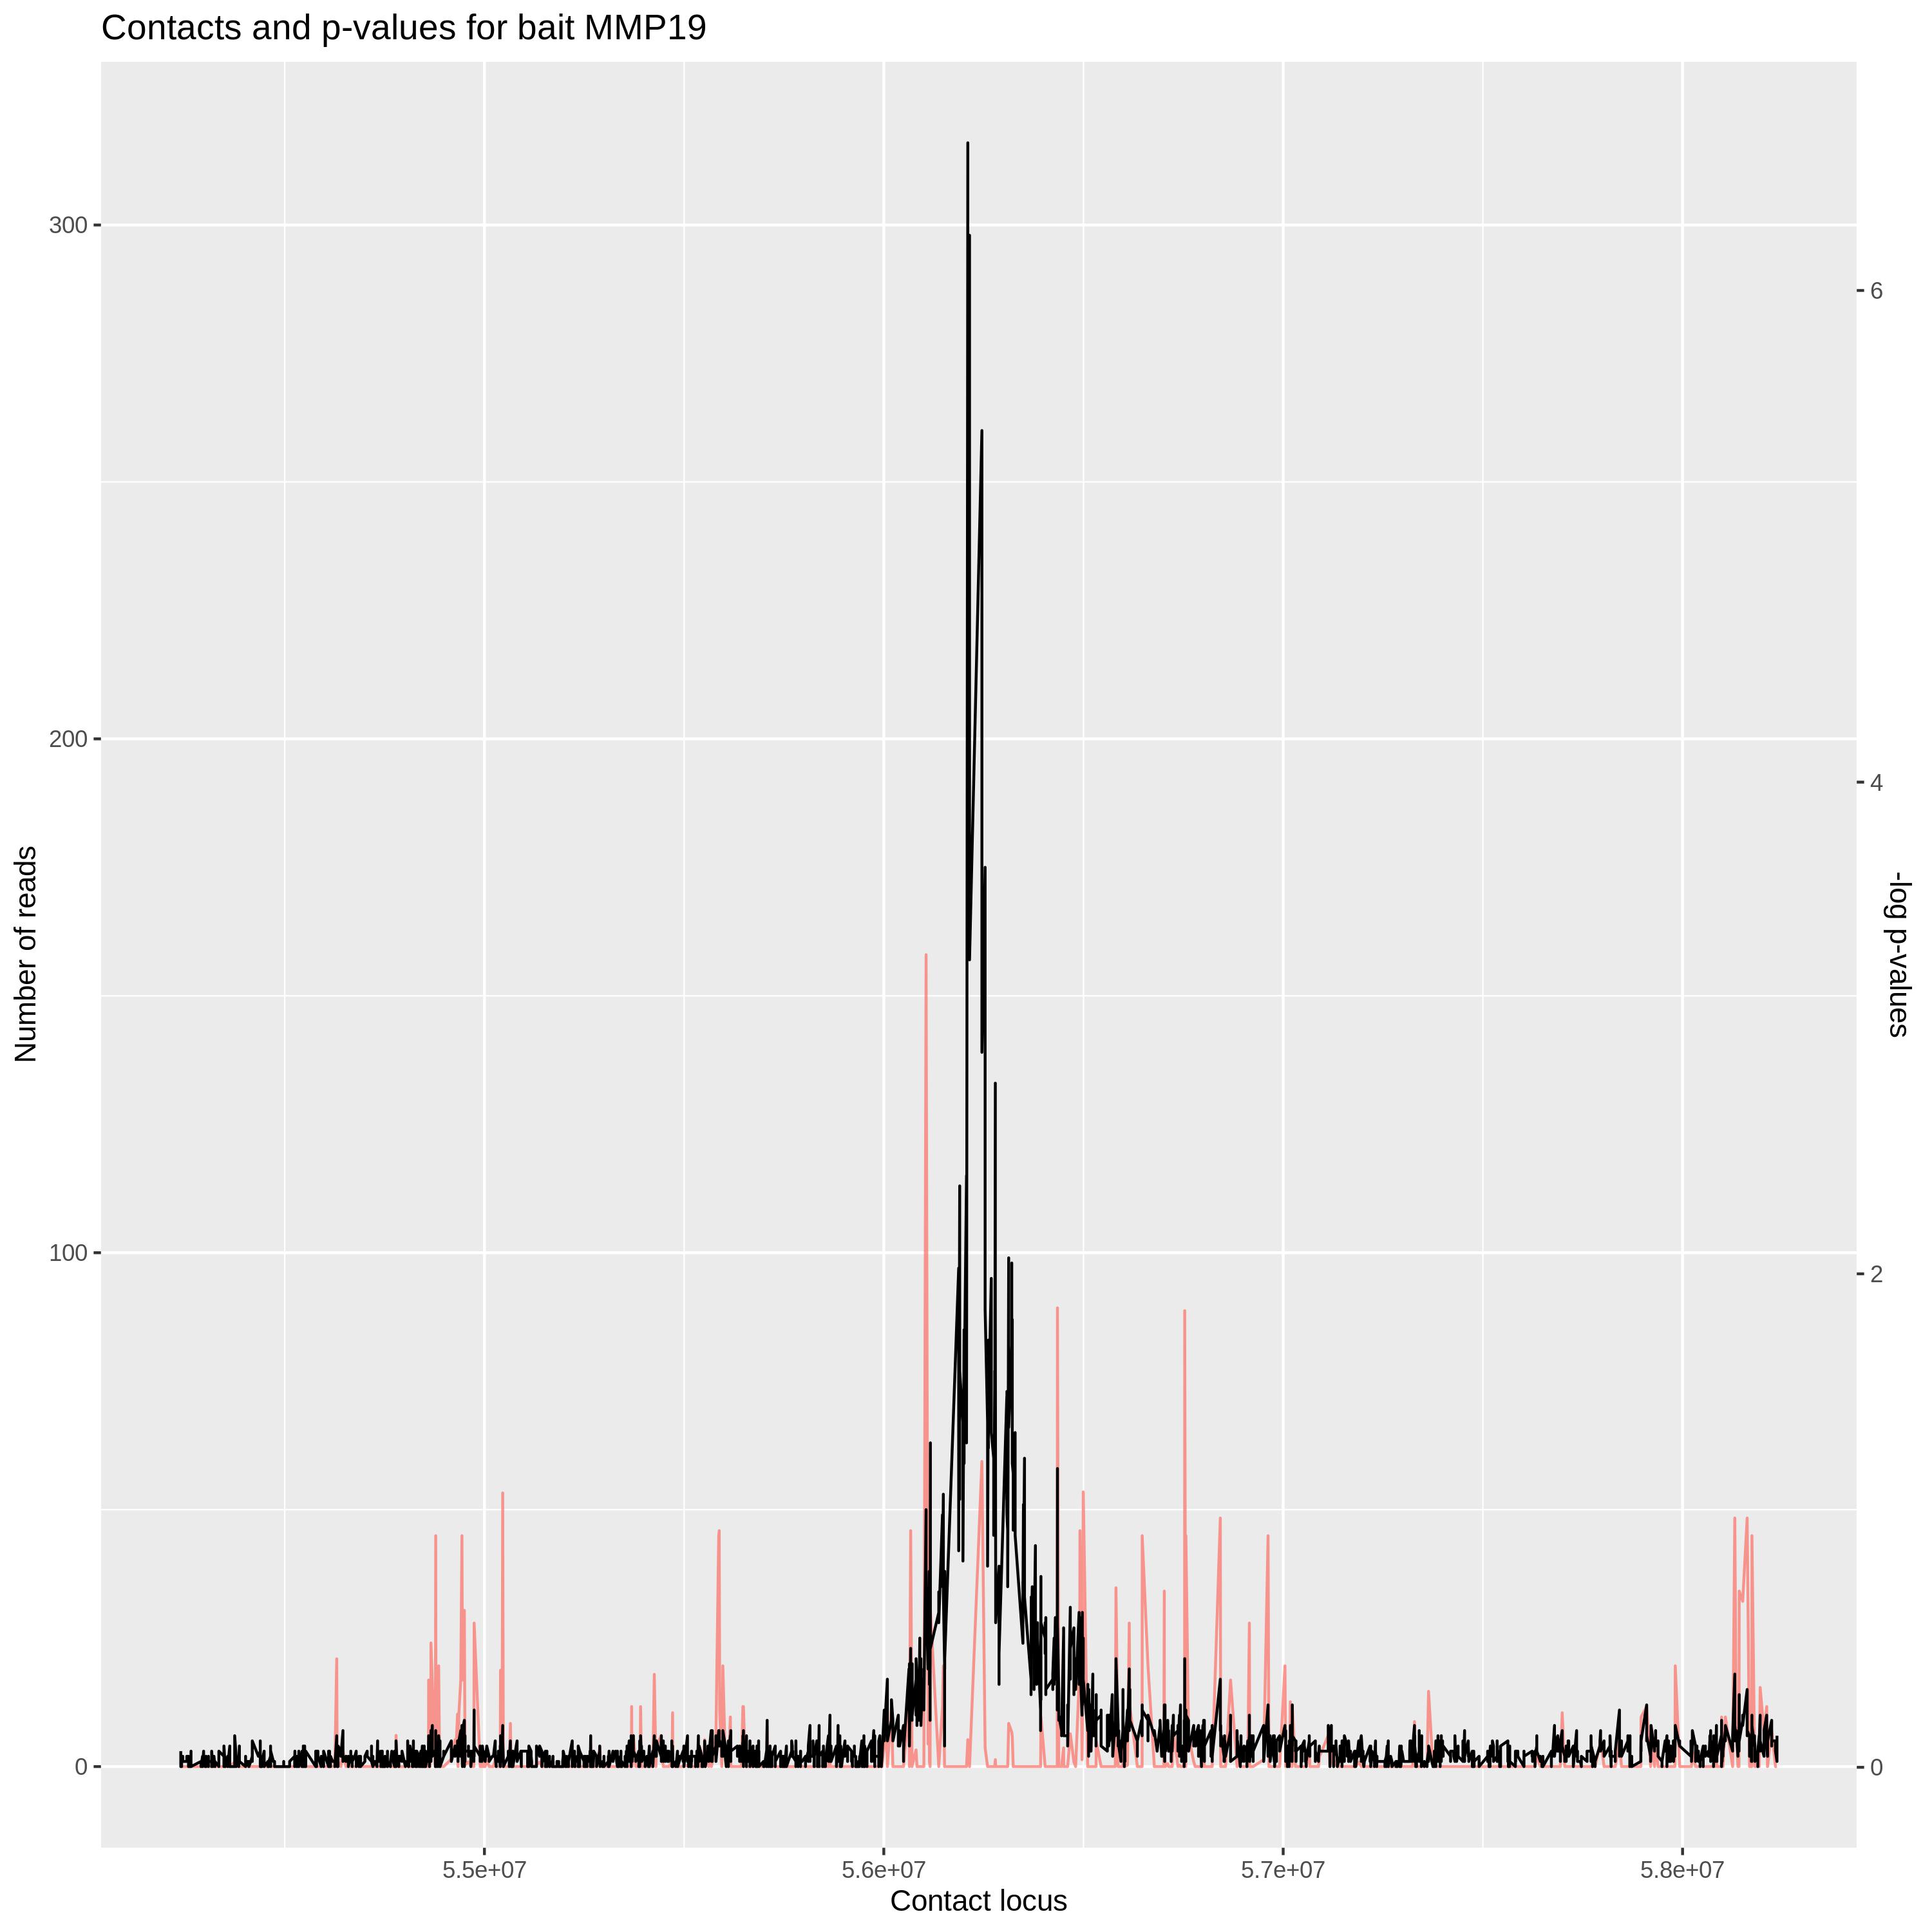 Contacts and p-values for bait MMP19
Number of reads
300
200
100
0
6
4
2
0
-log p-values
5.5e+07
5.6e+07
5.7e+07
5.8e+07
Contact locus